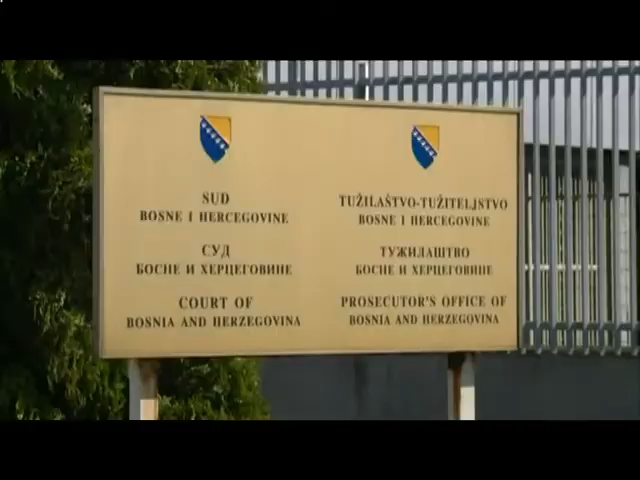 SUD
BOSNE I HERCEGOVINE
СУД
БОСНЕ И ХЕРЦЕГОВИНЕ
COURT OF
BOSNIA AND HERZEGOVINA
TUŽILAŠTVO-TUŽITELJSTVO
BOSNE I HERCEGOVINE
ТУЖИЛАШТВО
БОСНЕ И ХЕРЦЕГОВИНЕ
PROSECUTOR'S OFFICE OF
BOSNIA AND HERZEGOVINA